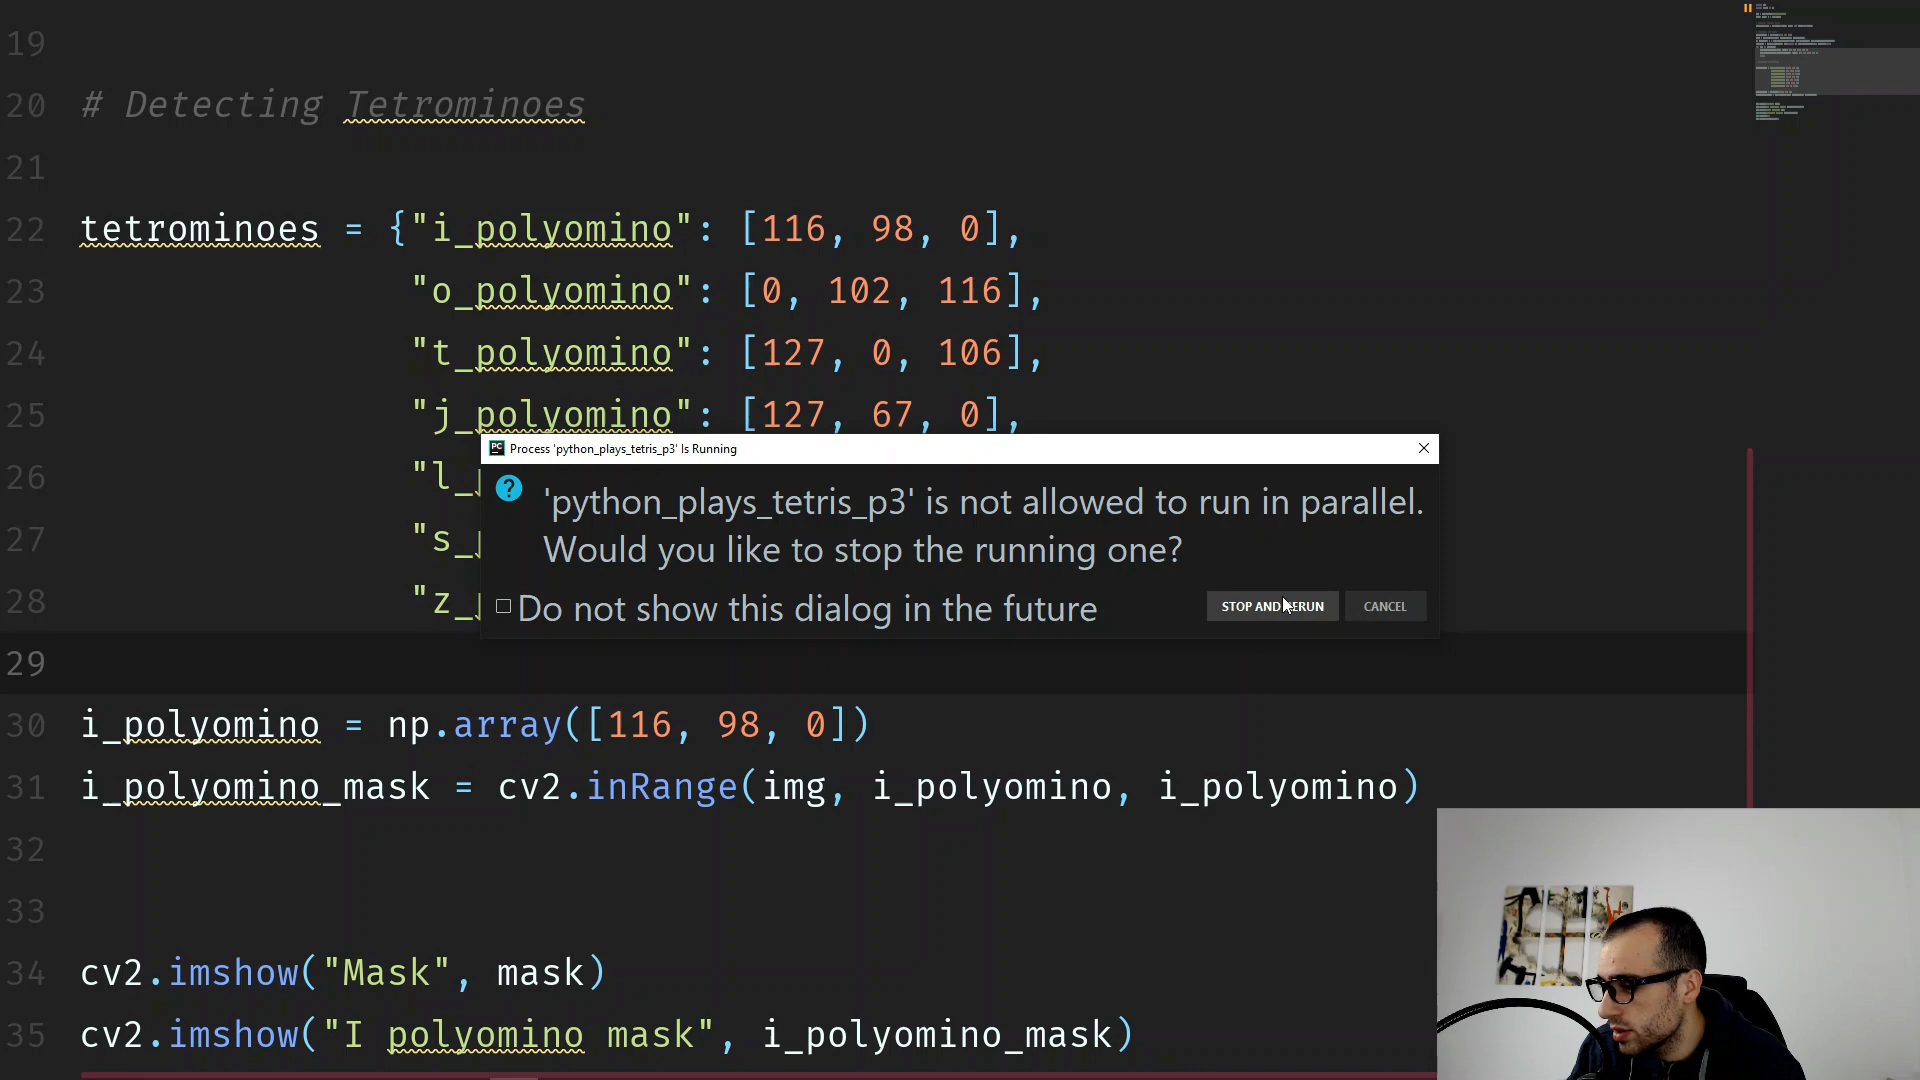 19
20 # Detecting Tetrominoes
21
22 tetrominoes = {"i_polyomino": [116, 98, 0],
23 "o_polyomino": [0, 102, 116],
24 "t_polyomino": [127, 0, 106],
25 "j_polyomino": [127, 67, 0],
26 "l_
27 "s_
28 "z_
PC Process 'python_plays_tetris_p3' Is Running
? 'python_plays_tetris_p3' is not allowed to run in parallel.
Would you like to stop the running one?
Do not show this dialog in the future STOP AND RERUN CANCEL
29
30 i_polyomino = np.array([116, 98, 0])
31 i_polyomino_mask = cv2.inRange(img, i_polyomino, i_polyomino)
32
33
34 cv2.imshow("Mask", mask)
35 cv2.imshow("I polyomino mask", i_polyomino_mask)